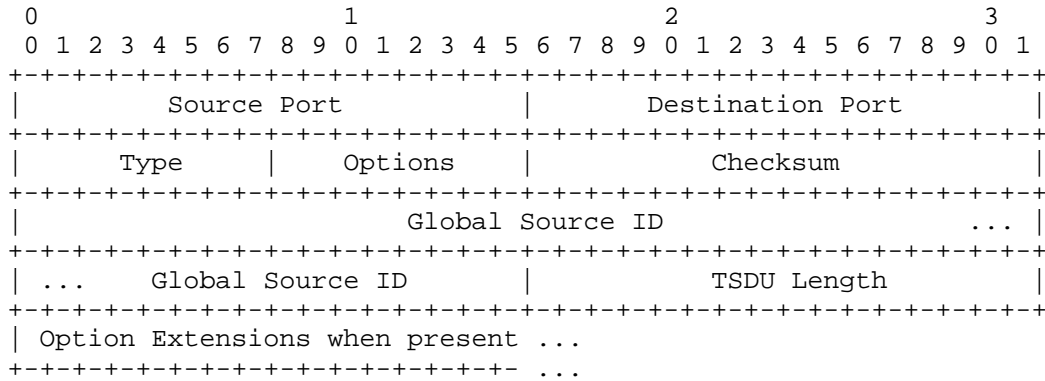 0                   1                   2                   3
 0 1 2 3 4 5 6 7 8 9 0 1 2 3 4 5 6 7 8 9 0 1 2 3 4 5 6 7 8 9 0 1
+-+-+-+-+-+-+-+-+-+-+-+-+-+-+-+-+-+-+-+-+-+-+-+-+-+-+-+-+-+-+-+-+
|         Source Port           |       Destination Port        |
+-+-+-+-+-+-+-+-+-+-+-+-+-+-+-+-+-+-+-+-+-+-+-+-+-+-+-+-+-+-+-+-+
|      Type     |    Options    |           Checksum            |
+-+-+-+-+-+-+-+-+-+-+-+-+-+-+-+-+-+-+-+-+-+-+-+-+-+-+-+-+-+-+-+-+
|                        Global Source ID                   ... |
+-+-+-+-+-+-+-+-+-+-+-+-+-+-+-+-+-+-+-+-+-+-+-+-+-+-+-+-+-+-+-+-+
| ...    Global Source ID       |           TSDU Length         |
+-+-+-+-+-+-+-+-+-+-+-+-+-+-+-+-+-+-+-+-+-+-+-+-+-+-+-+-+-+-+-+-+
| Option Extensions when present ...
+-+-+-+-+-+-+-+-+-+-+-+-+-+-+-+- ...